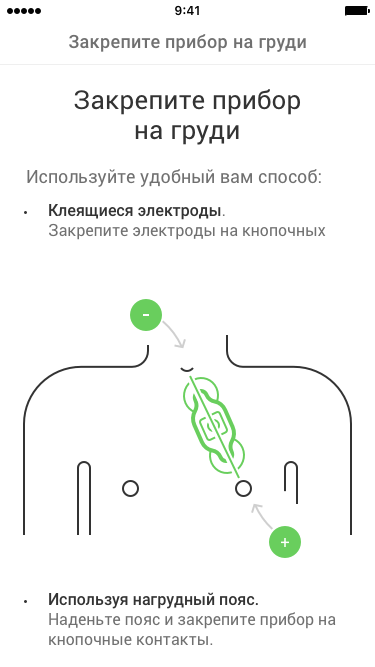 9:41
Закрепите прибор на груди
Закрепите прибор
на груди
Используйте удобный вам способ:
• Клеящиеся электроды.
Закрепите электроды на кнопочных
-
+
• Используя нагрудный пояс.
Наденьте пояс и закрепите прибор на
кнопочные контакты.